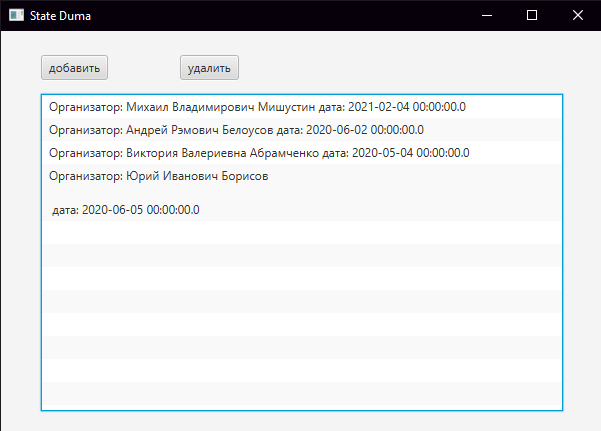 State Duma
добавить
удалить
Организатор: Михаил Владимирович Мишустин дата: 2021-02-04 00:00:00.0
Организатор: Андрей Рэмович Белоусов дата: 2020-06-02 00:00:00.0
Организатор: Виктория Валериевна Абрамченко дата: 2020-05-04 00:00:00.0
Организатор: Юрий Иванович Борисов
дата: 2020-06-05 00:00:00.0